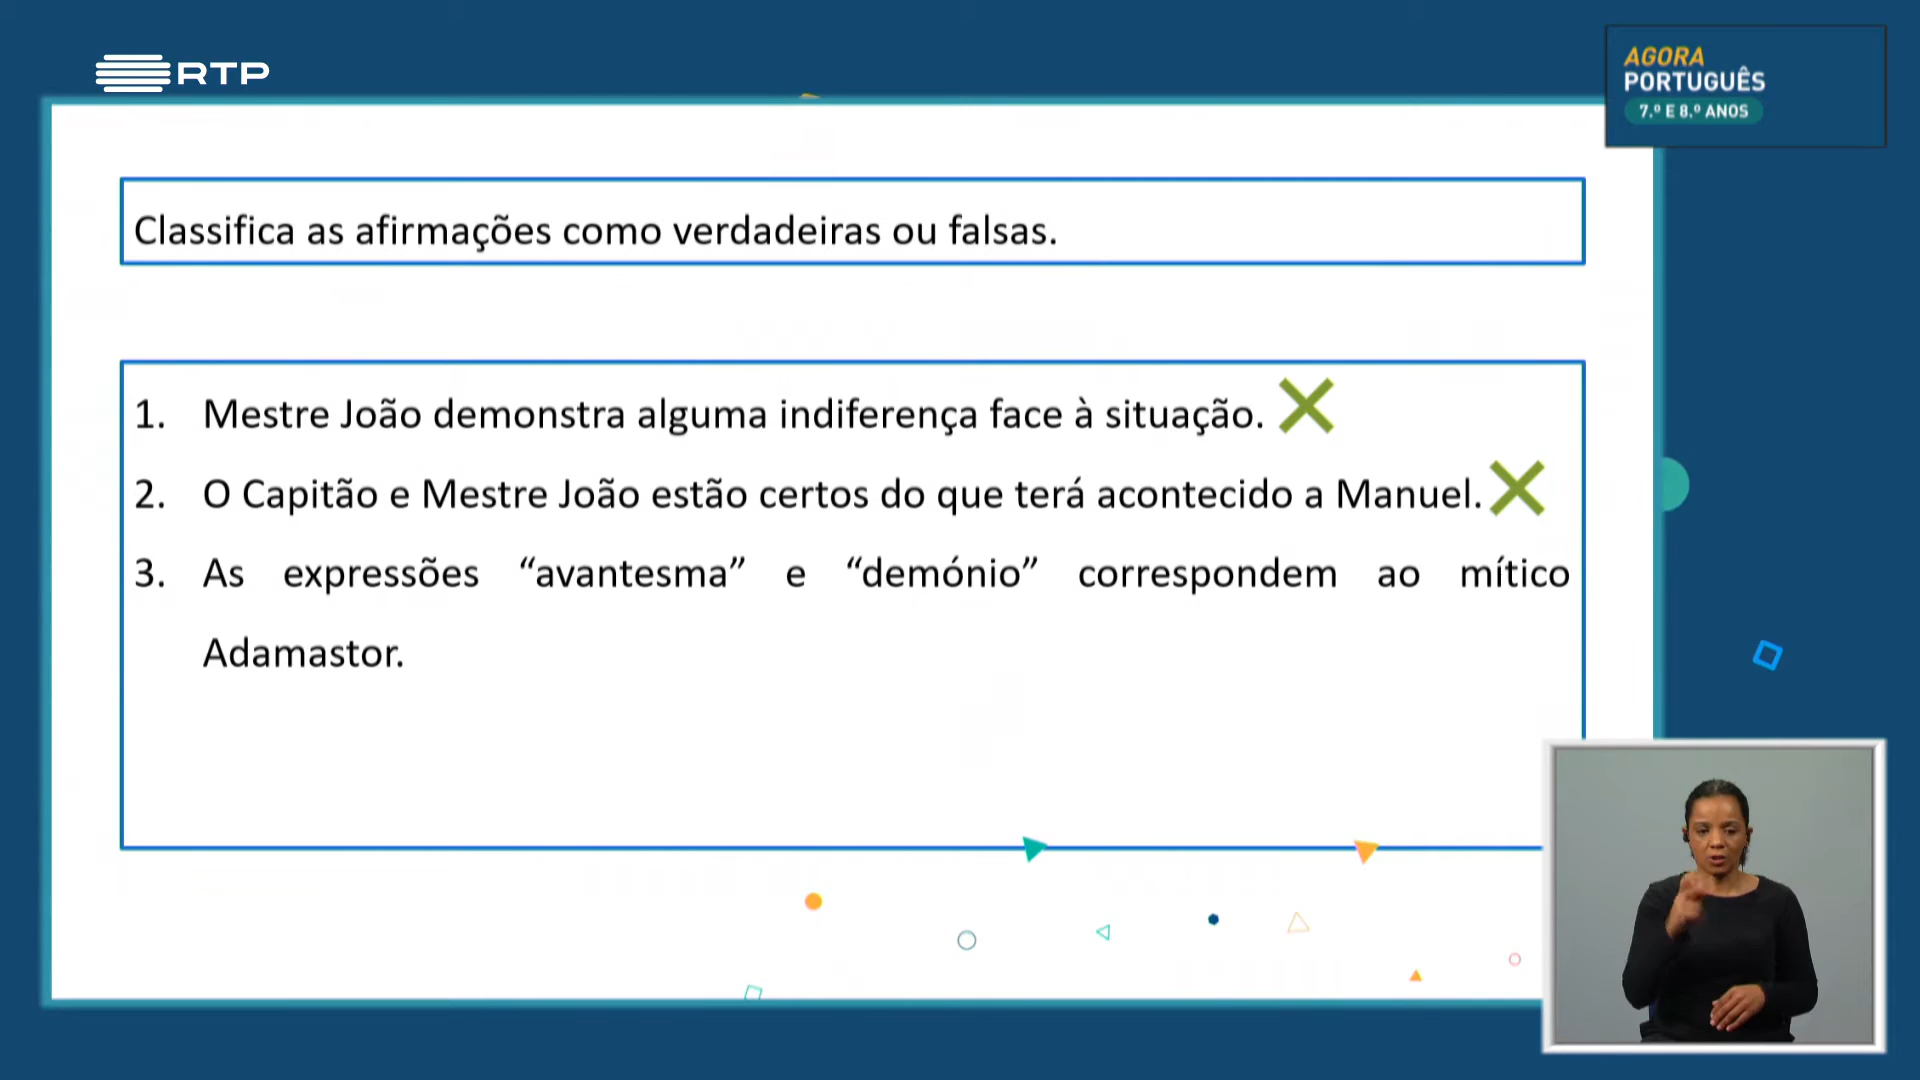 RTP
AGORA
PORTUGUÊS
7.º E 8.º ANOS
Classifica as afirmações como verdadeiras ou falsas.
1. Mestre João demonstra alguma indiferença face à situação.
2. O Capitão e Mestre João estão certos do que terá acontecido a Manuel.
3. As expressões “avantesma” e “demónio” correspondem ao mítico
Adamastor.